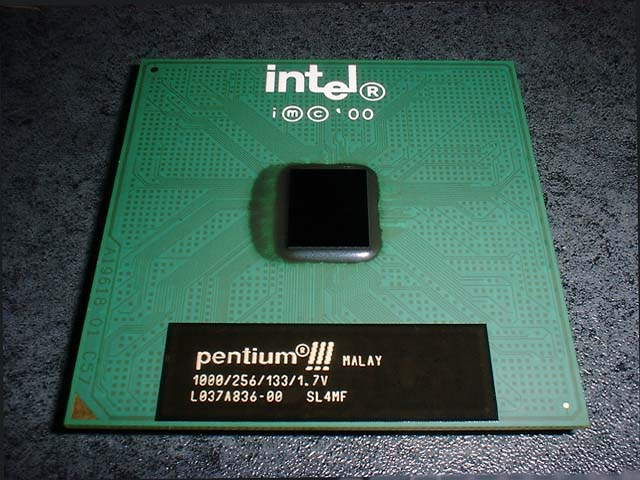 intel®
i ⓜ ⓒ '00
pentium®!!! MALAY
1000/256/133/1.7V
L037A836-00 SL4MF